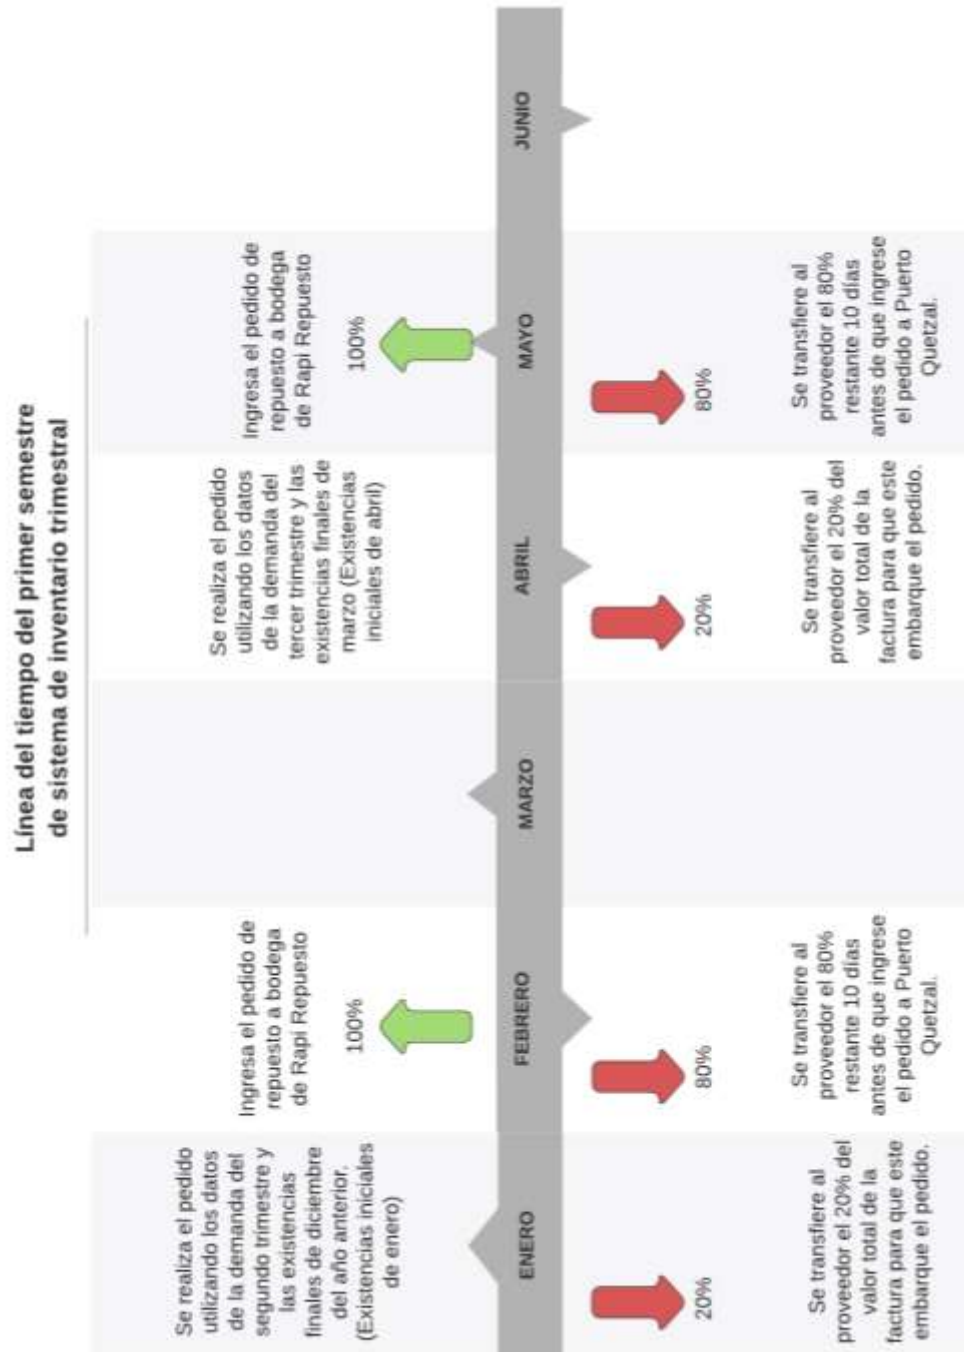 Línea del tiempo del primer semestre
de sistema de inventario trimestral
Se realiza el pedido
utilizando los datos
de la demanda del
segundo trimestre y
las existencias
finales de diciembre
del año anterior.
(Existencias iniciales
de enero)
Ingresa el pedido de
repuesto a bodega
de Rapi Repuesto
100%
Se realiza el pedido
utilizando los datos
de la demanda del
tercer trimestre y las
existencias finales de
marzo (Existencias
iniciales de abril)
Ingresa el pedido de
repuesto a bodega
de Rapi Repuesto
100%
ENERO
FEBRERO
MARZO
ABRIL
MAYO
JUNIO
20%
Se transfiere al
proveedor el 20% del
valor total de la
factura para que este
embarque el pedido.
80%
Se transfiere al
proveedor el 80%
restante 10 días
antes de que ingrese
el pedido a Puerto
Quetzal.
20%
Se transfiere al
proveedor el 20% del
valor total de la
factura para que este
embarque el pedido.
80%
Se transfiere al
proveedor el 80%
restante 10 días
antes de que ingrese
el pedido a Puerto
Quetzal.